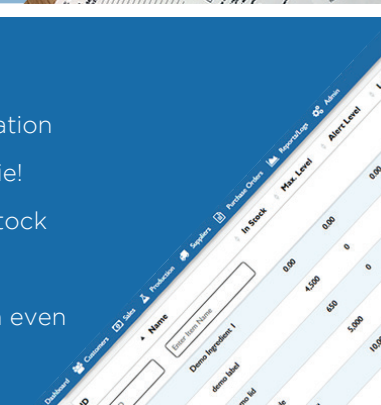 ation
ie!
tock
n even
Dashboard Customers Sales Production Suppliers Purchase Orders Reports/Logs Admin
Name In Stock Max. Level Alert Level
Enter Item Name
Demo Ingredient 1 0.00 0.00 0.00
demo label 4,500 0
demo lid 650 0
5,000